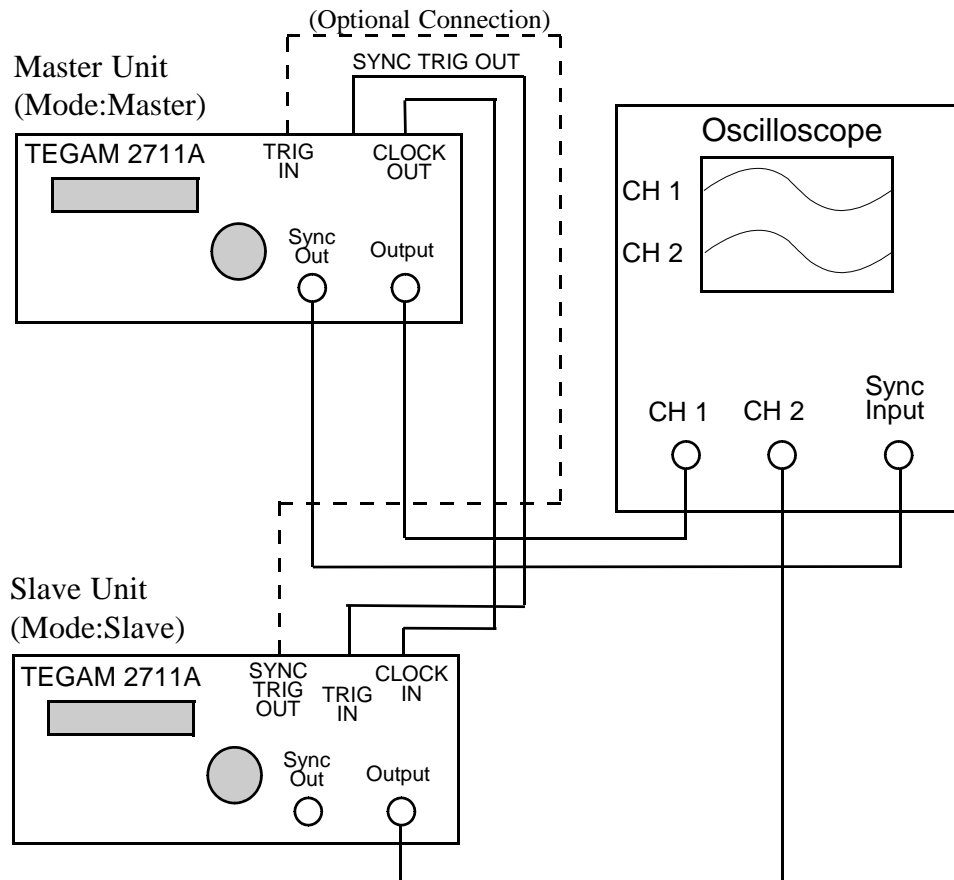 (Optional Connection)
SYNC TRIG OUT
Master Unit
(Mode:Master)
TEGAM 2711A
TRIG
IN
CLOCK
OUT
Sync
Out
Output
Oscilloscope
CH 1
CH 2
CH 1
CH 2
Sync
Input
Slave Unit
(Mode:Slave)
TEGAM 2711A
SYNC
TRIG
OUT
TRIG
IN
CLOCK
IN
Sync
Out
Output